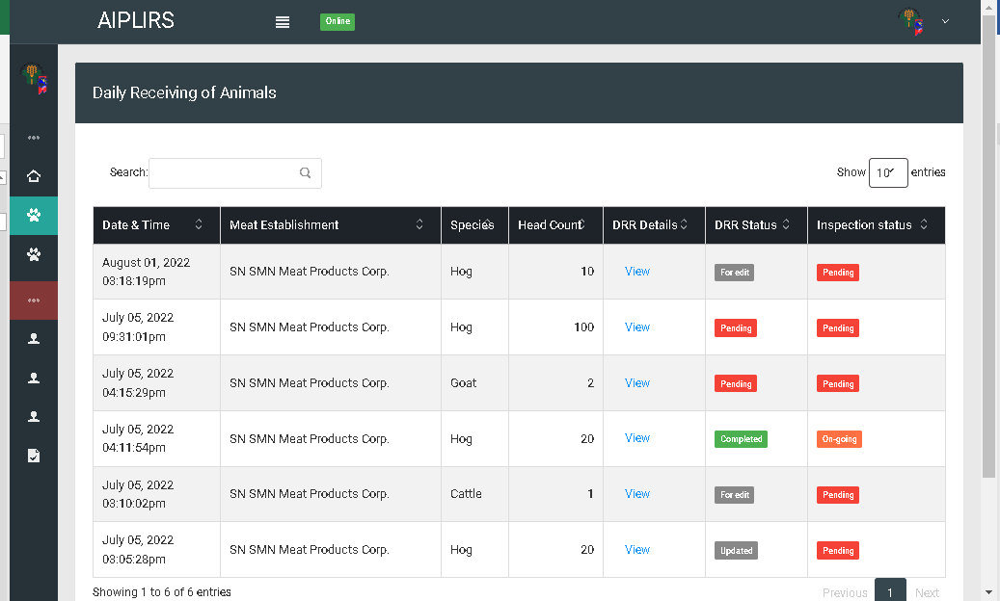 AIPLIRS
Online
Daily Receiving of Animals
Search:
Show 10 entries
Date & Time Meat Establishment Species Head Count DRR Details DRR Status Inspection status
August 01, 2022
03:18:19pm SN SMN Meat Products Corp. Hog 10 View For edit Pending
July 05, 2022
09:31:01pm SN SMN Meat Products Corp. Hog 100 View Pending Pending
July 05, 2022
04:15:29pm SN SMN Meat Products Corp. Goat 2 View Pending Pending
July 05, 2022
04:11:54pm SN SMN Meat Products Corp. Hog 20 View Completed On-going
July 05, 2022
03:10:02pm SN SMN Meat Products Corp. Cattle 1 View For edit Pending
July 05, 2022
03:05:28pm SN SMN Meat Products Corp. Hog 20 View Updated Pending
Showing 1 to 6 of 6 entries
Previous 1 Next